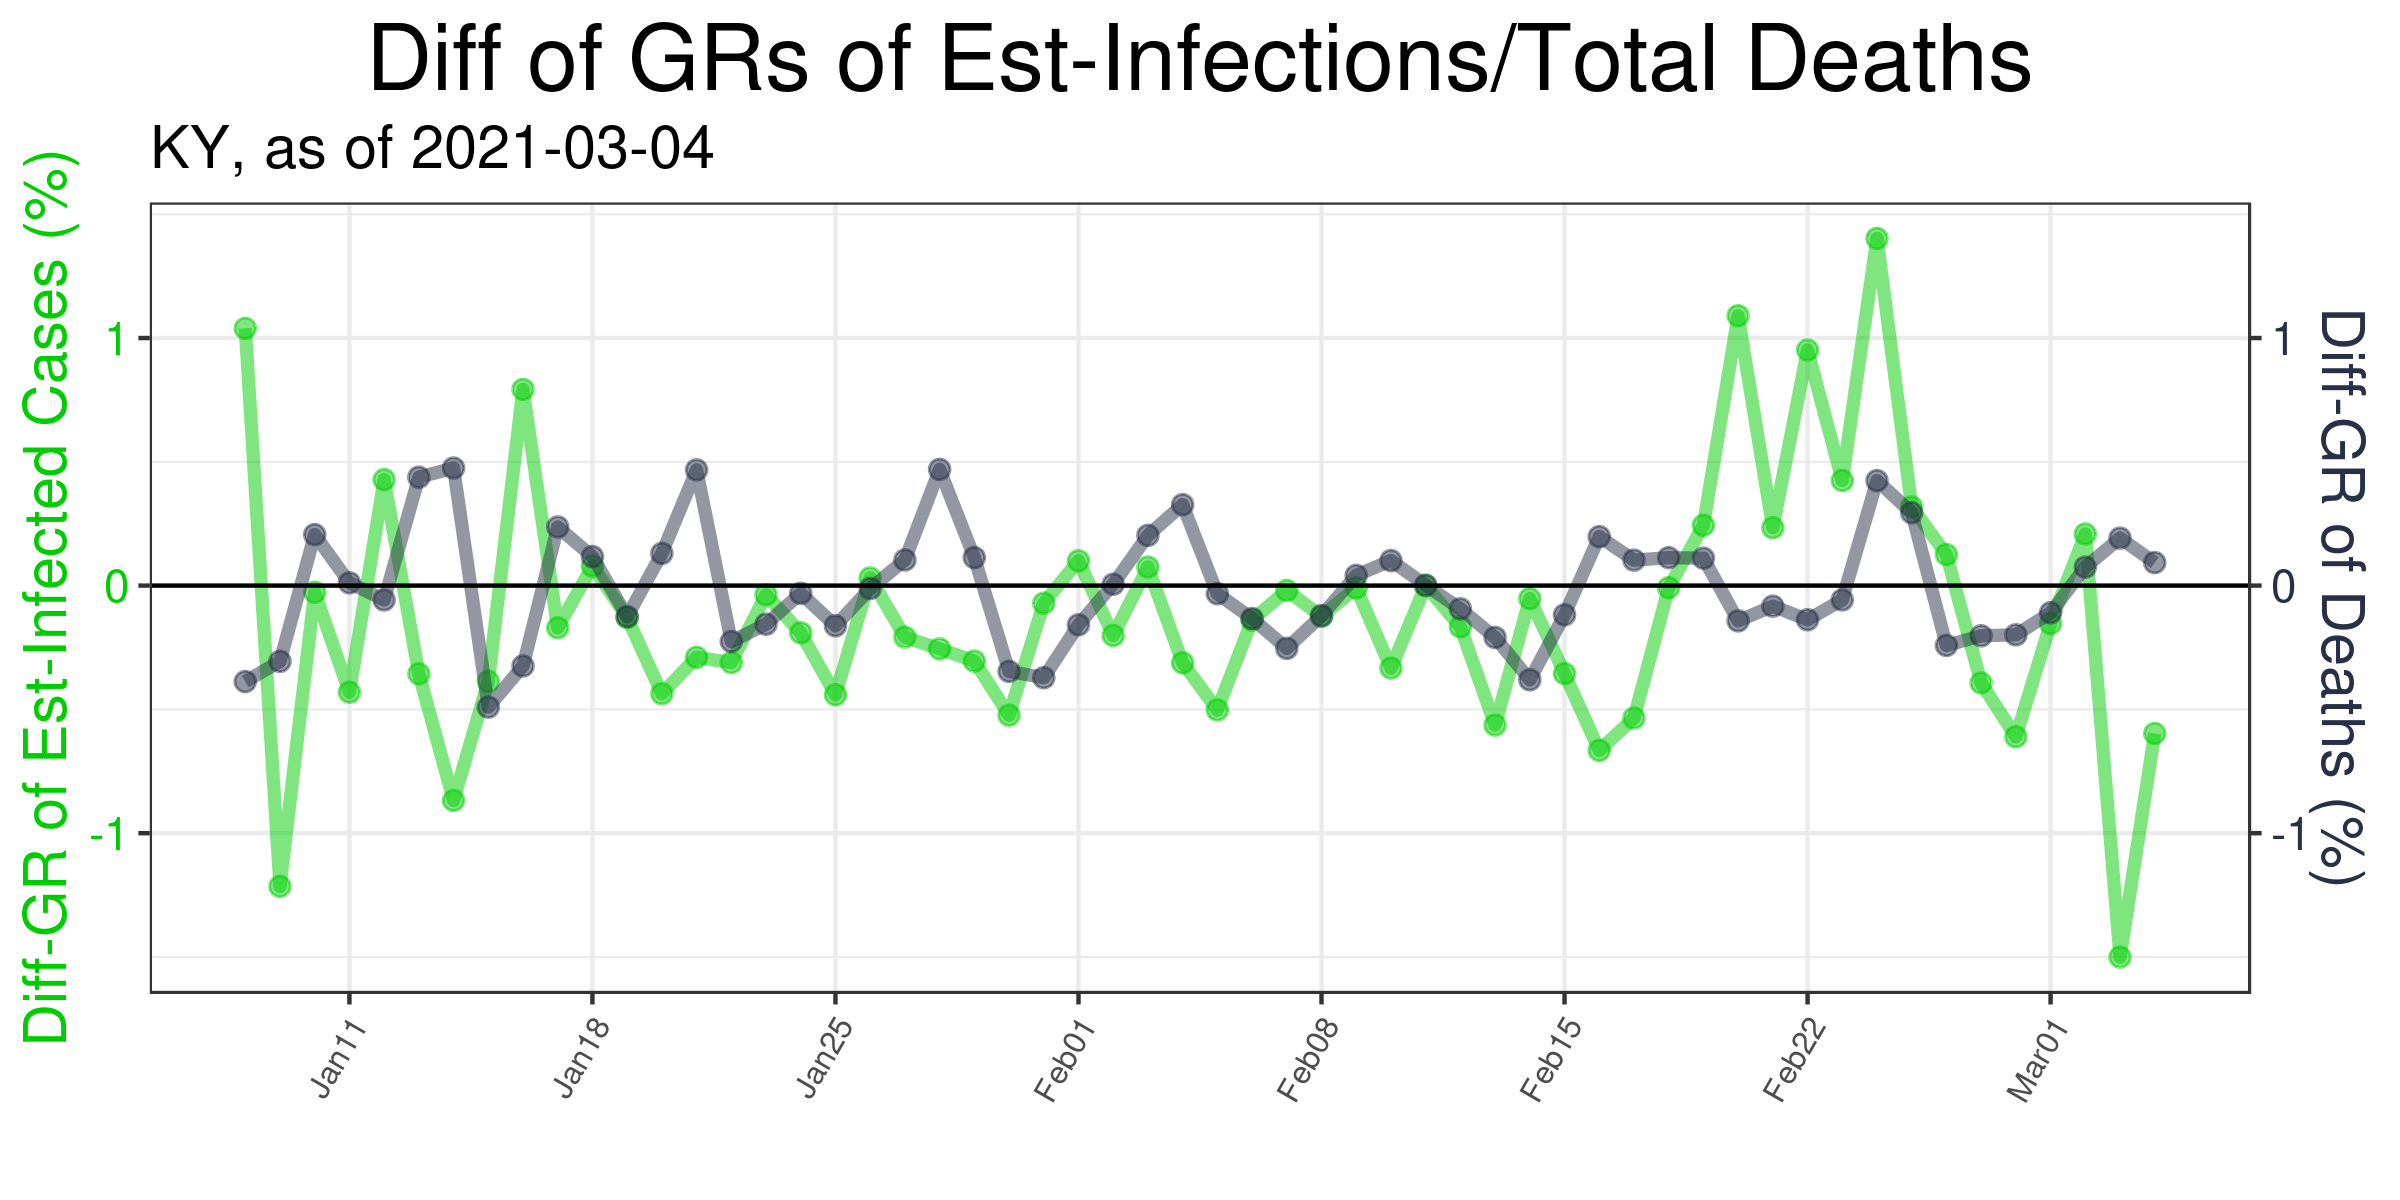 Diff of GRs of Est-Infections/Total Deaths
KY, as of 2021-03-04
Diff-GR of Est-Infected Cases (%)
1
0
-1
1
0
-1
Diff-GR of Deaths (%)
Jan11
Jan18
Jan25
Feb01
Feb08
Feb15
Feb22
Mar01